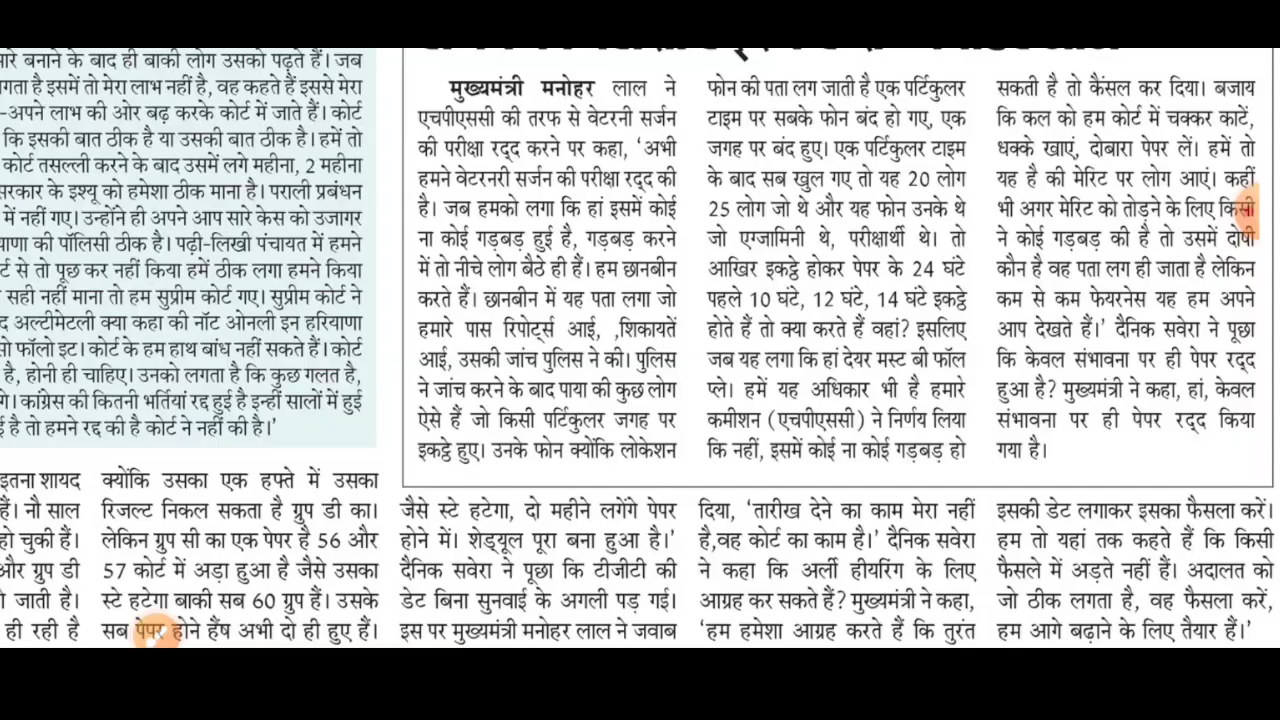 सारे बनाने के बाद ही बाकी लोग उसको पढ़ते हैं। जब
गता है इसमें तो मेरा लाभ नहीं है, वह कहते हैं इससे मेरा
-अपने लाभ की ओर बढ़ करके कोर्ट में जाते हैं। कोर्ट
कि इसकी बात ठीक है या उसकी बात ठीक है। हमें तो
कोर्ट तसल्ली करने के बाद उसमें लगे महीना, 2 महीना
सरकार के इश्यू को हमेशा ठीक माना है। पराली प्रबंधन
में नहीं गए। उन्होंने ही अपने आप सारे केस को उजागर
याणा की पॉलिसी ठीक है। पढ़ी-लिखी पंचायत में हमने
र्ट से तो पूछ कर नहीं किया हमें ठीक लगा हमने किया
सही नहीं माना तो हम सुप्रीम कोर्ट गए। सुप्रीम कोर्ट ने
द अल्टीमेटली क्या कहा की नॉट ओनली इन हरियाणा
सो फॉलो इट। कोर्ट के हम हाथ बांध नहीं सकते हैं। कोर्ट
है, होनी ही चाहिए। उनको लगता है कि कुछ गलत है,
गे। कांग्रेस की कितनी भर्तियां रद्द हुई है इन्हीं सालों में हुई
ई है तो हमने रद्द की है कोर्ट ने नहीं की है।'
इतना शायद
हैं। नौ साल
हो चुकी हैं।
और ग्रुप डी
ो जाती है।
ही रही है
क्योंकि उसका एक हफ्ते में उसका
रिजल्ट निकल सकता है ग्रुप डी का।
लेकिन ग्रुप सी का एक पेपर है 56 और
57 कोर्ट में अड़ा हुआ है जैसे उसका
स्टे हटेगा बाकी सब 60 ग्रुप हैं। उसके
सब पेपर होने हैंष अभी दो ही हुए हैं।
मुख्यमंत्री मनोहर लाल ने
एचपीएससी की तरफ से वेटरनी सर्जन
की परीक्षा रद्द करने पर कहा, 'अभी
हमने वेटरनरी सर्जन की परीक्षा रद्द की
है। जब हमको लगा कि हां इसमें कोई
ना कोई गड़बड़ हुई है, गड़बड़ करने
में तो नीचे लोग बैठे ही हैं। हम छानबीन
करते हैं। छानबीन में यह पता लगा जो
हमारे पास रिपोर्ट्स आई, ,शिकायतें
आई, उसकी जांच पुलिस ने की। पुलिस
ने जांच करने के बाद पाया की कुछ लोग
ऐसे हैं जो किसी पर्टिकुलर जगह पर
इकट्ठे हुए। उनके फोन क्योंकि लोकेशन
फोन की पता लग जाती है एक पर्टिकुलर
टाइम पर सबके फोन बंद हो गए, एक
जगह पर बंद हुए। एक पर्टिकुलर टाइम
के बाद सब खुल गए तो यह 20 लोग
25 लोग जो थे और यह फोन उनके थे
जो एग्जामिनी थे, परीक्षार्थी थे। तो
आखिर इकट्ठे होकर पेपर के 24 घंटे
पहले 10 घंटे, 12 घंटे, 14 घंटे इकट्ठे
होते हैं तो क्या करते हैं वहां? इसलिए
जब यह लगा कि हां देयर मस्ट बी फॉल
प्ले। हमें यह अधिकार भी है हमारे
कमीशन (एचपीएससी) ने निर्णय लिया
कि नहीं, इसमें कोई ना कोई गड़बड़ हो
सकती है तो कैंसल कर दिया। बजाय
कि कल को हम कोर्ट में चक्कर काटें,
धक्के खाएं, दोबारा पेपर लें। हमें तो
यह है की मेरिट पर लोग आएं। कहीं
भी अगर मेरिट को तोड़ने के लिए किसी
ने कोई गड़बड़ की है तो उसमें दोषी
कौन है वह पता लग ही जाता है लेकिन
कम से कम फेयरनेस यह हम अपने
आप देखते हैं।' दैनिक सवेरा ने पूछा
कि केवल संभावना पर ही पेपर रद्द
हुआ है? मुख्यमंत्री ने कहा, हां, केवल
संभावना पर ही पेपर रद्द किया
गया है।
जैसे स्टे हटेगा, दो महीने लगेंगे पेपर
होने में। शेड्यूल पूरा बना हुआ है।'
दैनिक सवेरा ने पूछा कि टीजीटी की
डेट बिना सुनवाई के अगली पड़ गई।
इस पर मुख्यमंत्री मनोहर लाल ने जवाब
दिया, 'तारीख देने का काम मेरा नहीं
है,वह कोर्ट का काम है।' दैनिक सवेरा
ने कहा कि अर्ली हीयरिंग के लिए
आग्रह कर सकते हैं? मुख्यमंत्री ने कहा,
'हम हमेशा आग्रह करते हैं कि तुरंत
इसकी डेट लगाकर इसका फैसला करें।
हम तो यहां तक कहते हैं कि किसी
फैसले में अड़ते नहीं हैं। अदालत को
जो ठीक लगता है, वह फैसला करें,
हम आगे बढ़ाने के लिए तैयार हैं।'